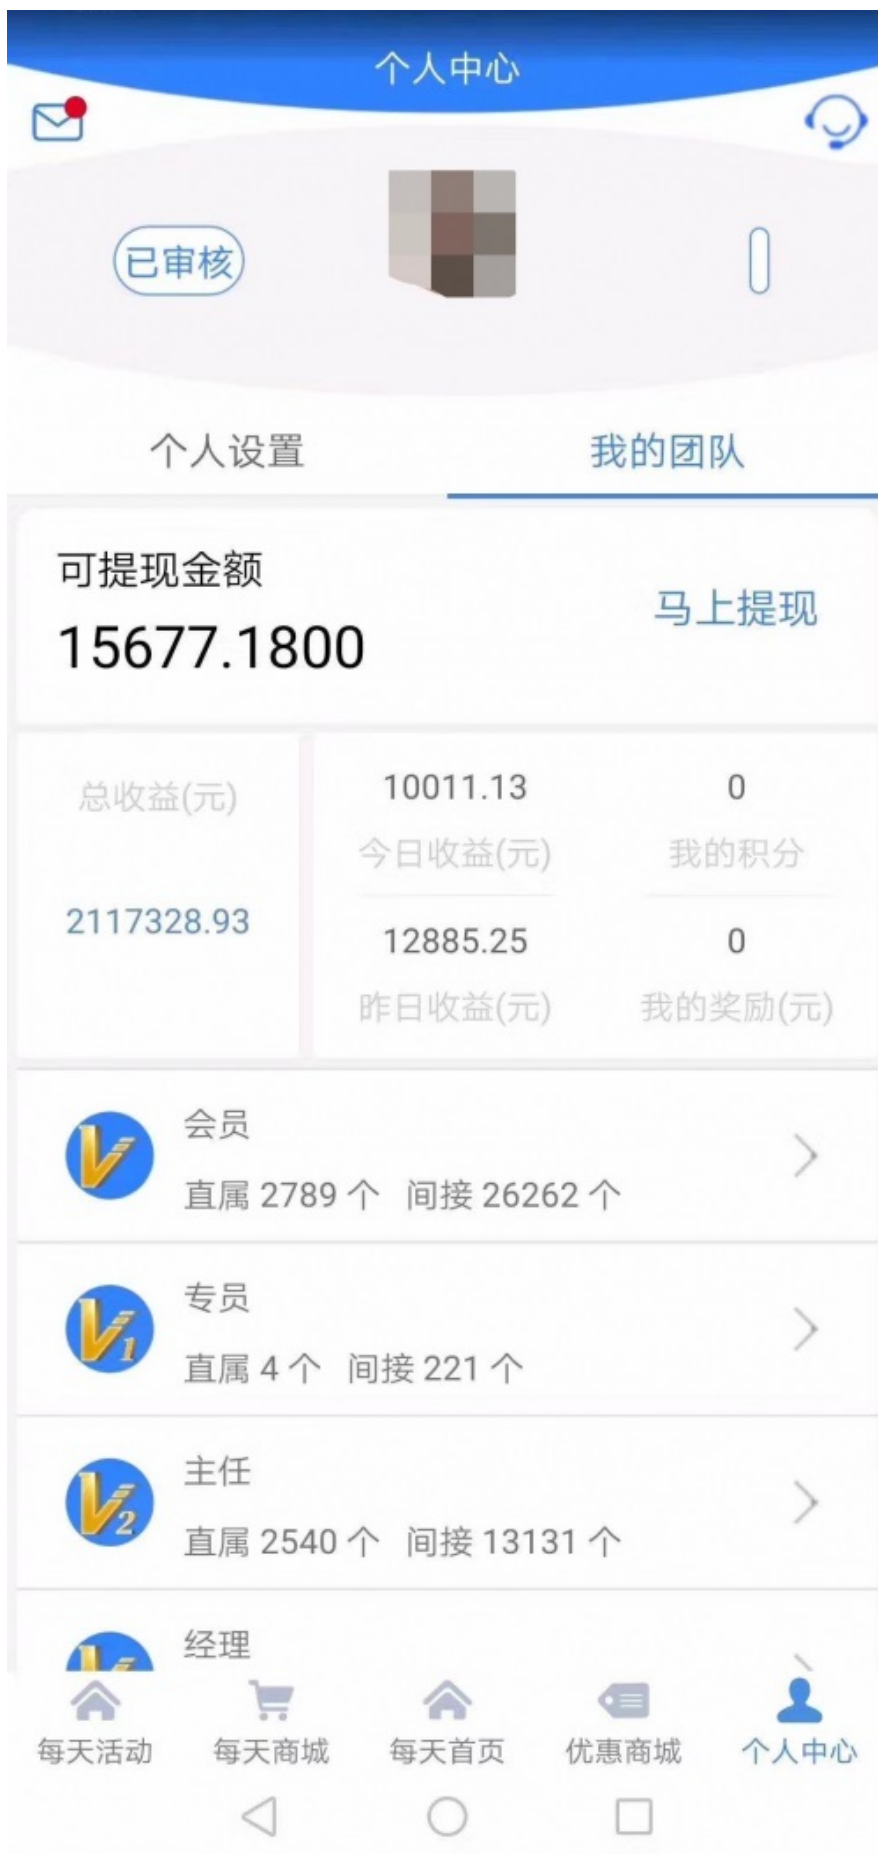 个人中心
已审核
个人设置 我的团队
可提现金额
马上提现
15677.1800
总收益(元)
2117328.93
10011.13 0
今日收益(元) 我的积分
12885.25 0
昨日收益(元) 我的奖励(元)
会员
直属 2789 个 间接 26262 个
专员
直属 4 个 间接 221 个
主任
直属 2540 个 间接 13131 个
经理
每天活动 每天商城 每天首页 优惠商城 个人中心